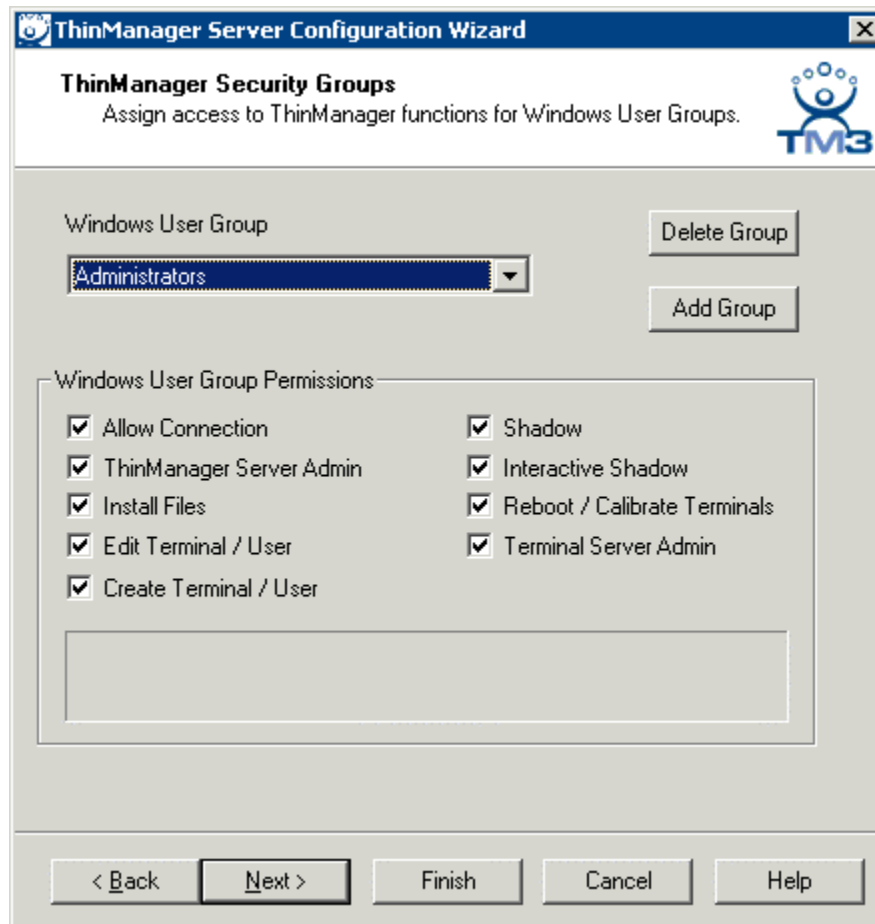 ThinManager Server Configuration Wizard
ThinManager Security Groups
Assign access to ThinManager functions for Windows User Groups.
TM3
Windows User Group
Delete Group
Administrators
Add Group
Windows User Group Permissions
Allow Connection
Shadow
ThinManager Server Admin
Interactive Shadow
Install Files
Reboot / Calibrate Terminals
Edit Terminal / User
Terminal Server Admin
Create Terminal / User
< Back
Next >
Finish
Cancel
Help